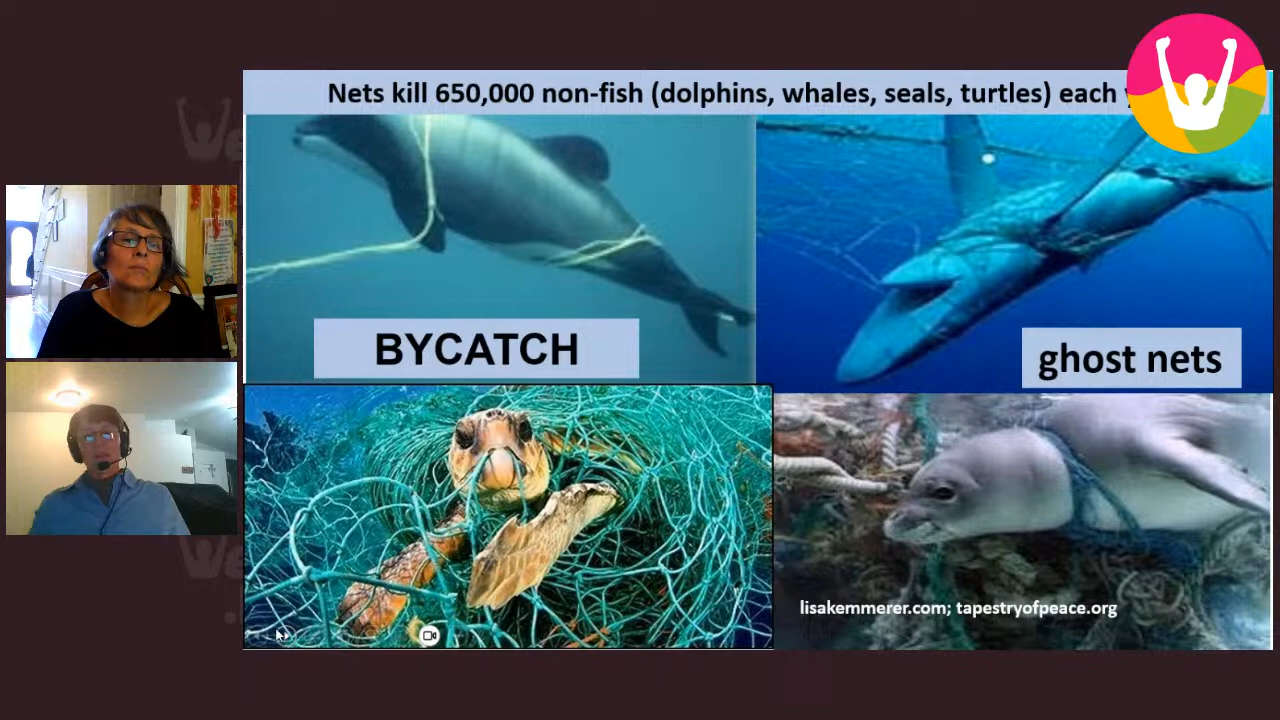 Nets kill 650,000 non-fish (dolphins, whales, seals, turtles) each
BYCATCH
ghost nets
lisakemmerer.com; tapestryofpeace.org